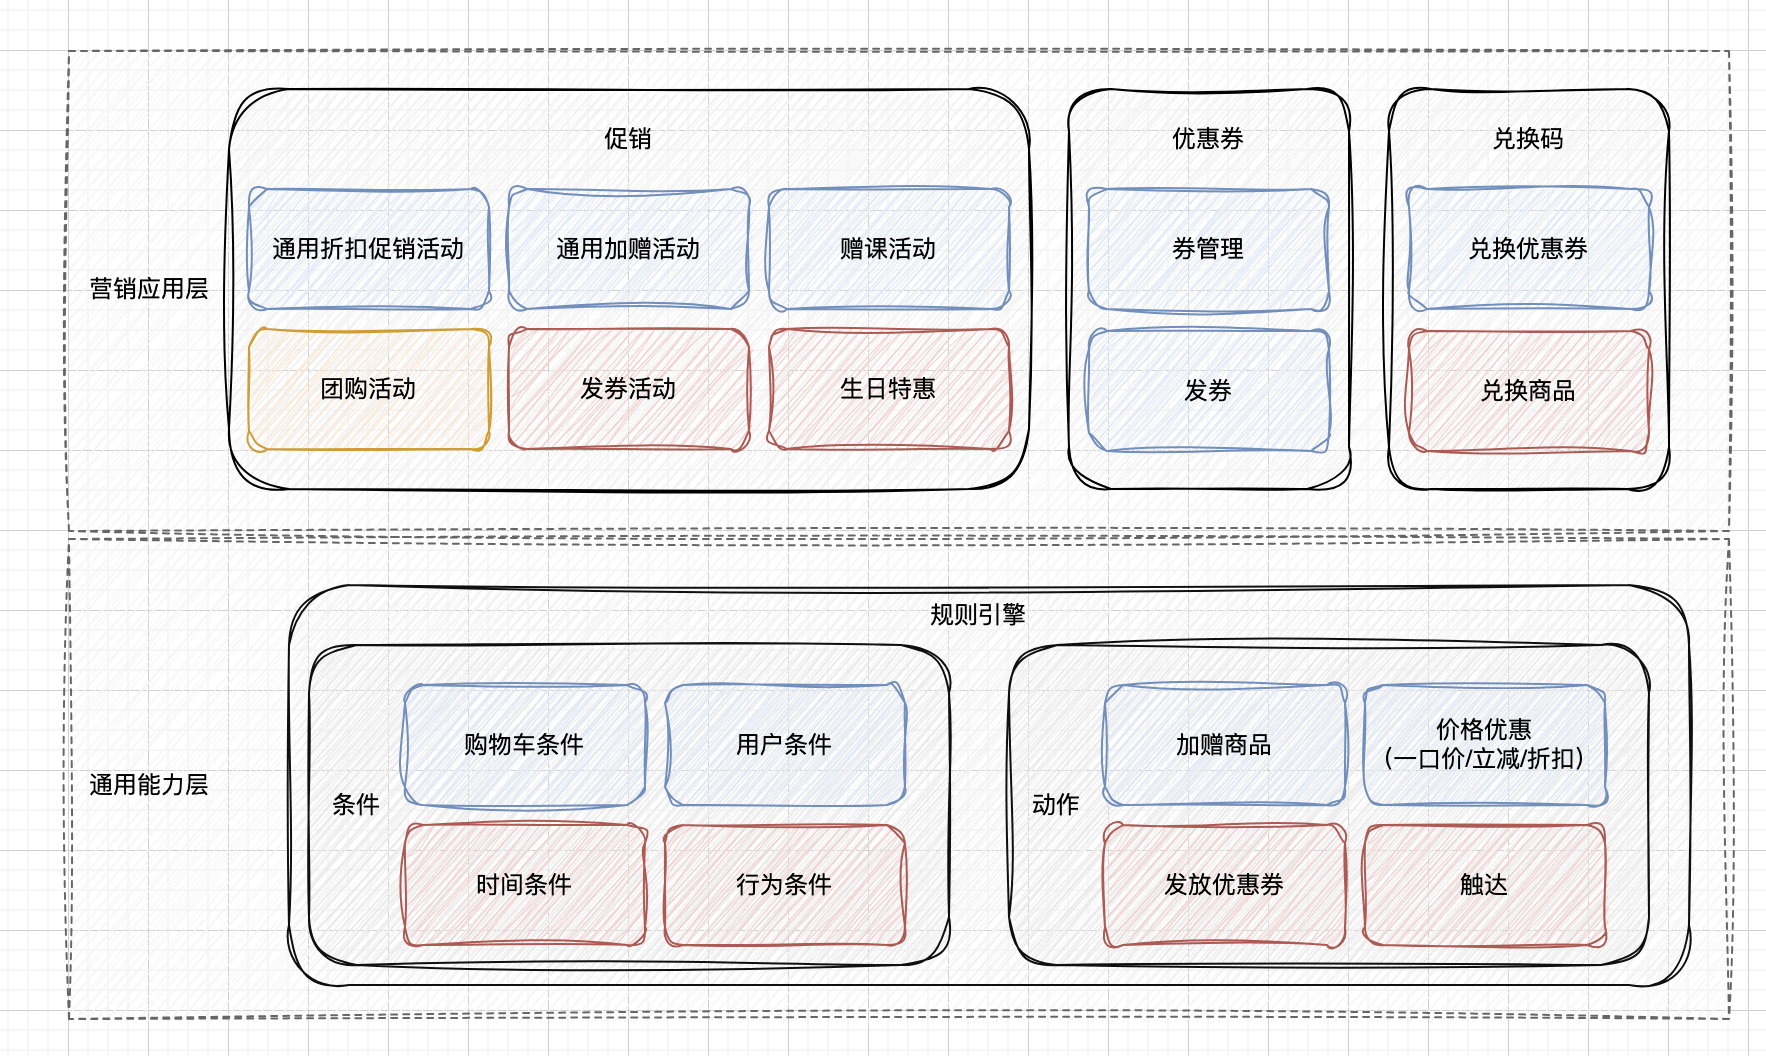 促销
优惠券
兑换码
通用折扣促销活动
通用加赠活动
赠课活动
券管理
兑换优惠券
营销应用层
团购活动
发券活动
生日特惠
发券
兑换商品
规则引擎
购物车条件
用户条件
加赠商品
价格优惠
(一口价/立减/折扣)
通用能力层
条件
动作
时间条件
行为条件
发放优惠券
触达